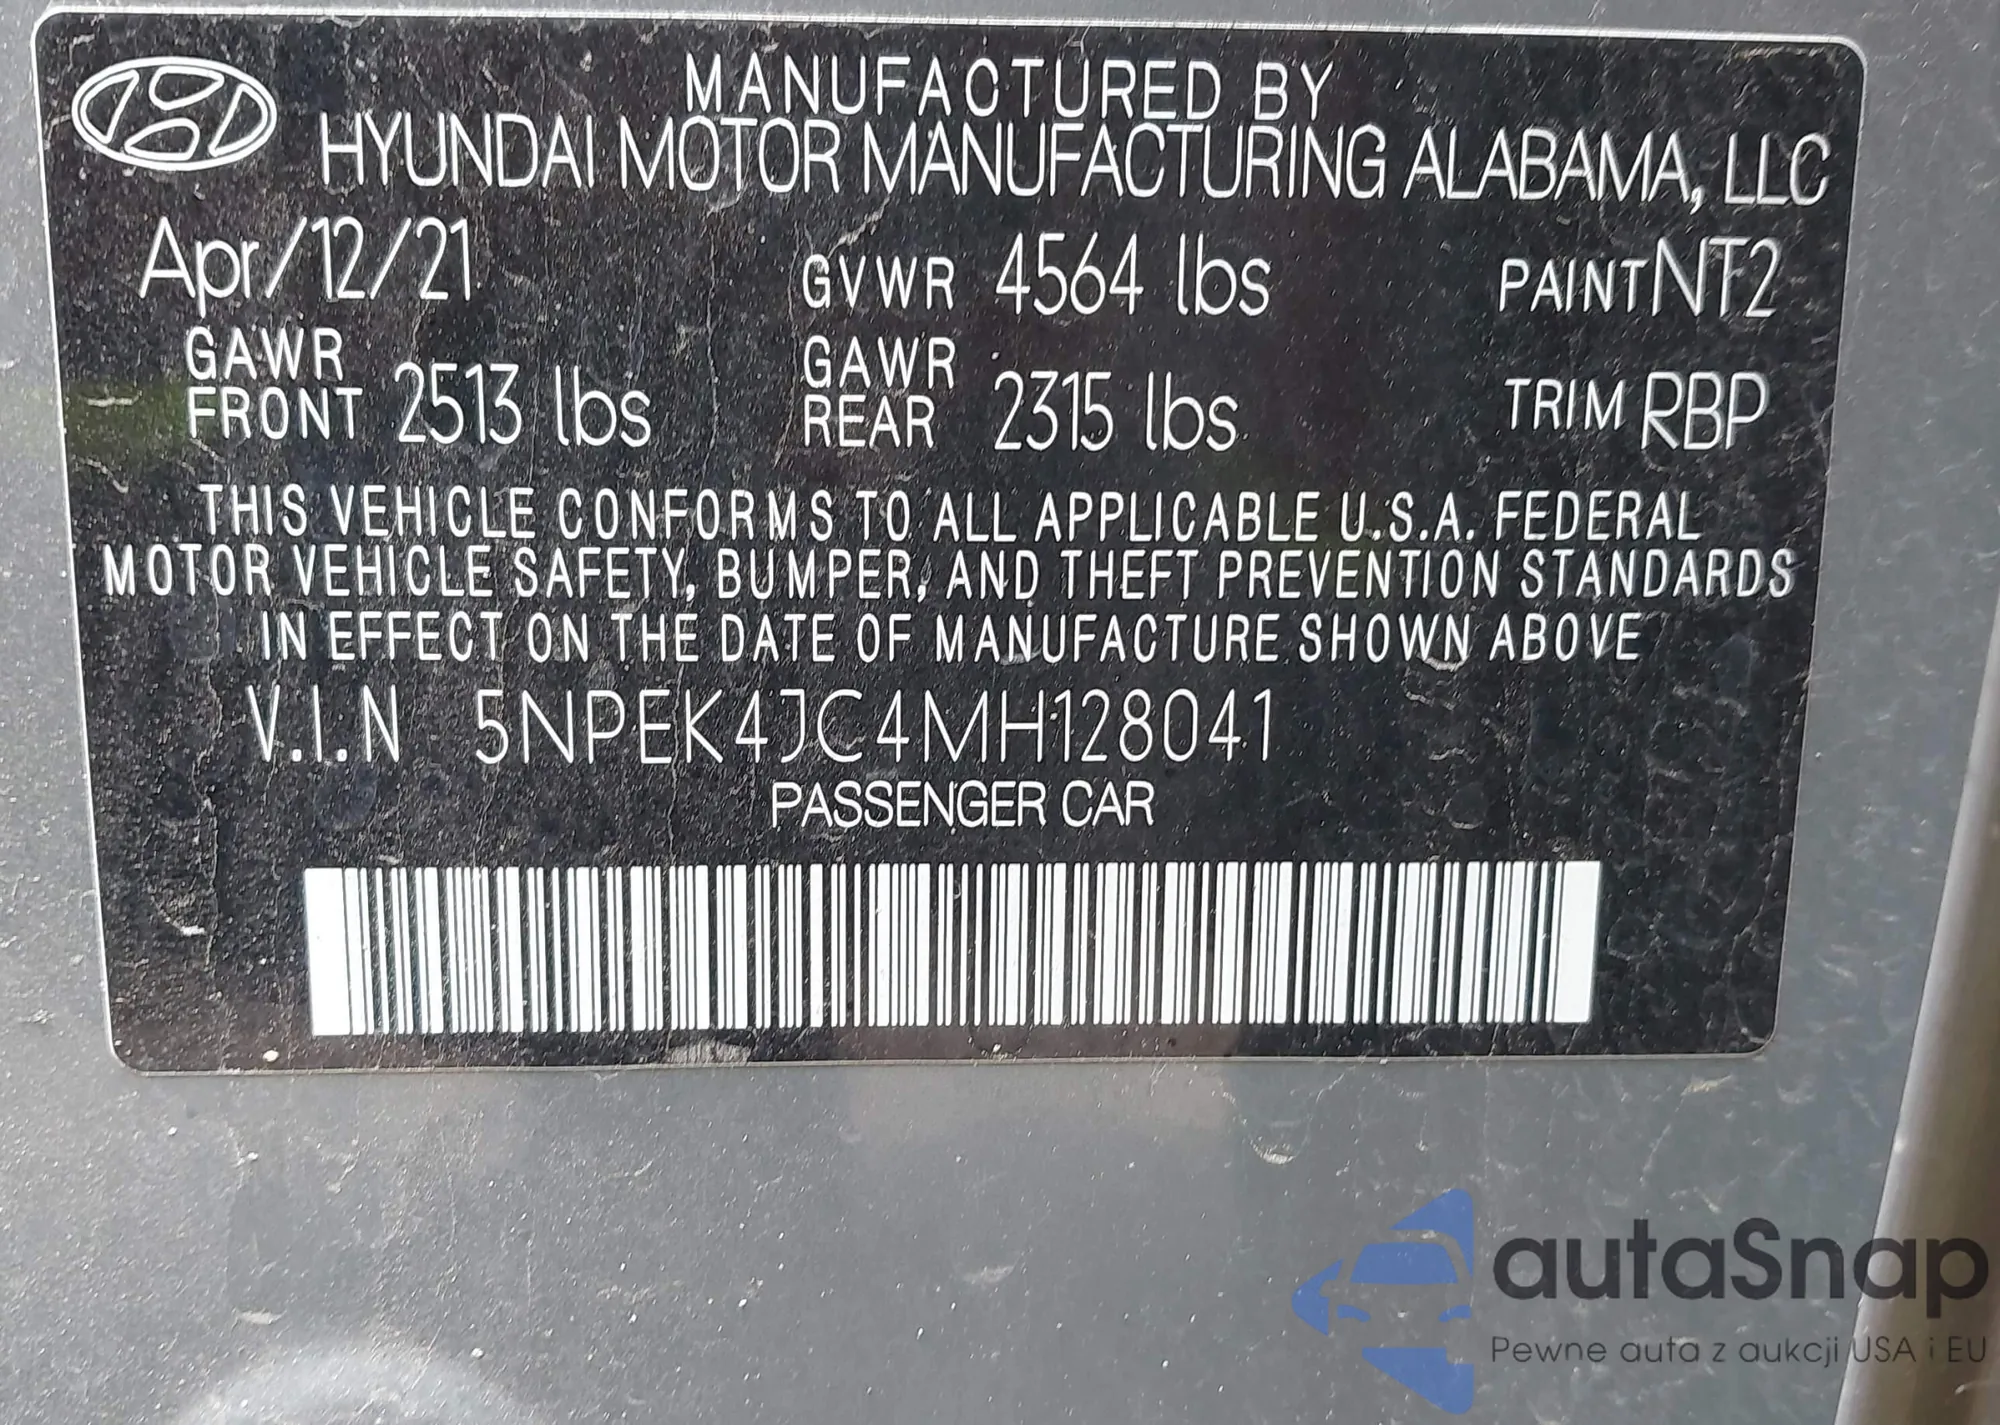 MANUFACTURED BY
HYUNDAI MOTOR MANUFACTURING ALABAMA, LLC
Apr/12/21 GVWR 4564 lbs PAINT NT2
GAWR FRONT 2513 lbs GAWR REAR 2315 lbs TRIM RBP
THIS VEHICLE CONFORMS TO ALL APPLICABLE U.S.A. FEDERAL
MOTOR VEHICLE SAFETY, BUMPER, AND THEFT PREVENTION STANDARDS
IN EFFECT ON THE DATE OF MANUFACTURE SHOWN ABOVE
V.I.N 5NPEK4JC4MH128041
PASSENGER CAR
autaSnap
Pewne auta z aukcji USA i EU